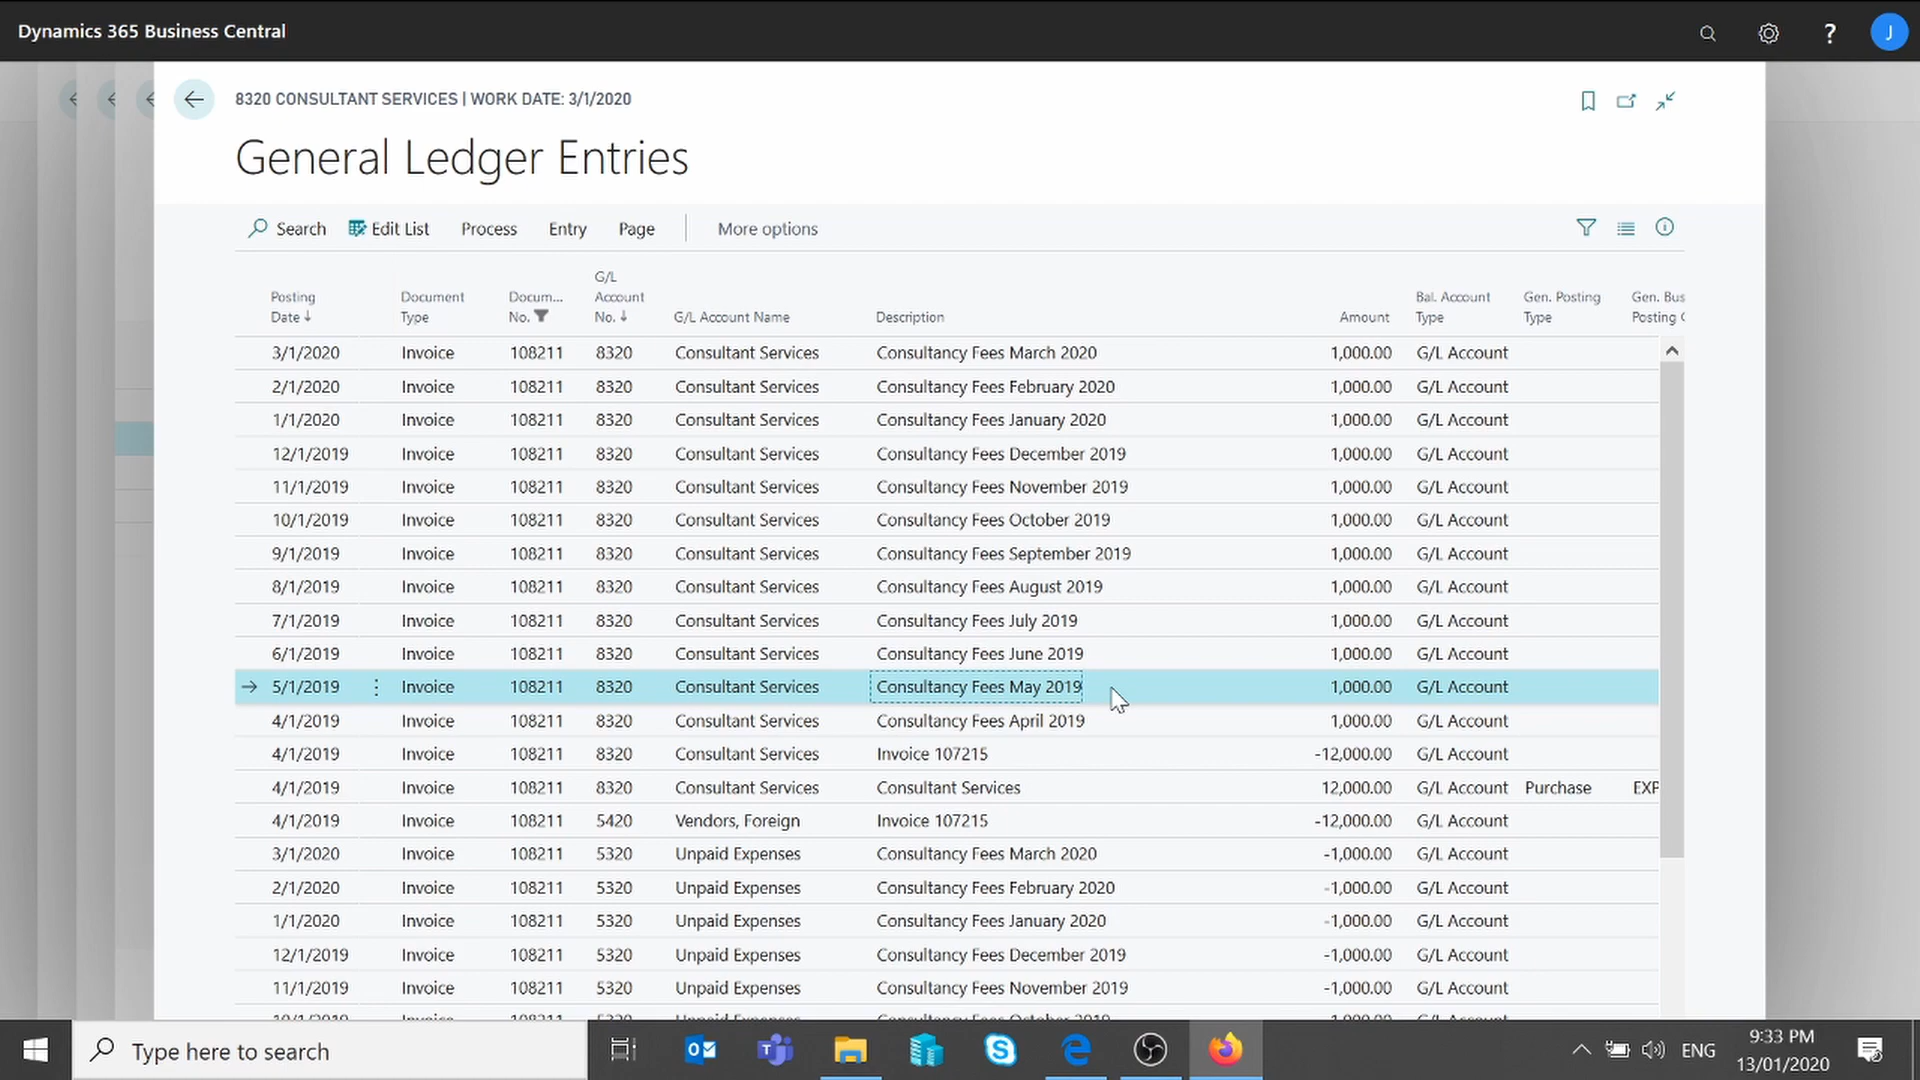 Dynamics 365 Business Central
?
J
8320 CONSULTANT SERVICES | WORK DATE: 3/1/2020
General Ledger Entries
Search Edit List Process Entry Page More options
Posting Date Document Type Docum... No. G/L Account No. G/L Account Name Description Amount Bal. Account Type Gen. Posting Type Gen. Bus Posting
3/1/2020 Invoice 108211 8320 Consultant Services Consultancy Fees March 2020 1,000.00 G/L Account
2/1/2020 Invoice 108211 8320 Consultant Services Consultancy Fees February 2020 1,000.00 G/L Account
1/1/2020 Invoice 108211 8320 Consultant Services Consultancy Fees January 2020 1,000.00 G/L Account
12/1/2019 Invoice 108211 8320 Consultant Services Consultancy Fees December 2019 1,000.00 G/L Account
11/1/2019 Invoice 108211 8320 Consultant Services Consultancy Fees November 2019 1,000.00 G/L Account
10/1/2019 Invoice 108211 8320 Consultant Services Consultancy Fees October 2019 1,000.00 G/L Account
9/1/2019 Invoice 108211 8320 Consultant Services Consultancy Fees September 2019 1,000.00 G/L Account
8/1/2019 Invoice 108211 8320 Consultant Services Consultancy Fees August 2019 1,000.00 G/L Account
7/1/2019 Invoice 108211 8320 Consultant Services Consultancy Fees July 2019 1,000.00 G/L Account
6/1/2019 Invoice 108211 8320 Consultant Services Consultancy Fees June 2019 1,000.00 G/L Account
5/1/2019 Invoice 108211 8320 Consultant Services Consultancy Fees May 2019 1,000.00 G/L Account
4/1/2019 Invoice 108211 8320 Consultant Services Consultancy Fees April 2019 1,000.00 G/L Account
4/1/2019 Invoice 108211 8320 Consultant Services Invoice 107215 -12,000.00 G/L Account
4/1/2019 Invoice 108211 8320 Consultant Services Consultant Services 12,000.00 G/L Account Purchase EXP
4/1/2019 Invoice 108211 5420 Vendors, Foreign Invoice 107215 -12,000.00 G/L Account
3/1/2020 Invoice 108211 5320 Unpaid Expenses Consultancy Fees March 2020 -1,000.00 G/L Account
2/1/2020 Invoice 108211 5320 Unpaid Expenses Consultancy Fees February 2020 -1,000.00 G/L Account
1/1/2020 Invoice 108211 5320 Unpaid Expenses Consultancy Fees January 2020 -1,000.00 G/L Account
12/1/2019 Invoice 108211 5320 Unpaid Expenses Consultancy Fees December 2019 -1,000.00 G/L Account
11/1/2019 Invoice 108211 5320 Unpaid Expenses Consultancy Fees November 2019 -1,000.00 G/L Account
Type here to search
ENG
9:33 PM
13/01/2020